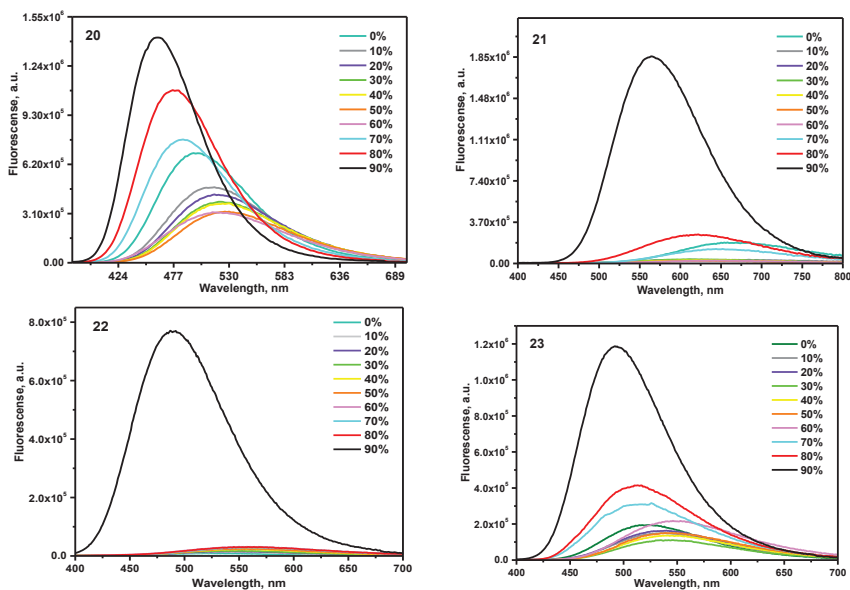 20
Fluorescense, a.u.
1.55x10⁶
1.24x10⁶
9.30x10⁵
6.20x10⁵
3.10x10⁵
0.00
424 477 530 583 636 689
Wavelength, nm
0%
10%
20%
30%
40%
50%
60%
70%
80%
90%
21
Fluorescense, a.u.
1.85x10⁶
1.48x10⁶
1.11x10⁶
7.40x10⁵
3.70x10⁵
0.00
400 450 500 550 600 650 700 750 800
Wavelength, nm
0%
10%
20%
30%
40%
50%
60%
70%
80%
90%
22
Fluorescense, a.u.
8.0x10⁵
6.0x10⁵
4.0x10⁵
2.0x10⁵
0.0
400 450 500 550 600 650 700
Wavelength, nm
0%
10%
20%
30%
40%
50%
60%
70%
80%
90%
23
Fluorescense, a.u.
1.2x10⁶
1.0x10⁶
8.0x10⁵
6.0x10⁵
4.0x10⁵
2.0x10⁵
0.0
400 450 500 550 600 650 700
Wavelength, nm
0%
10%
20%
30%
40%
50%
60%
70%
80%
90%